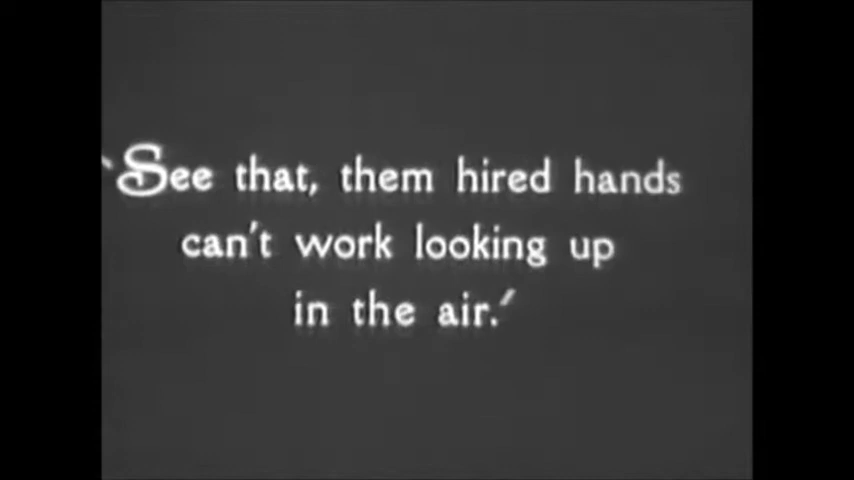 'See that, them hired hands
can't work looking up
in the air.'